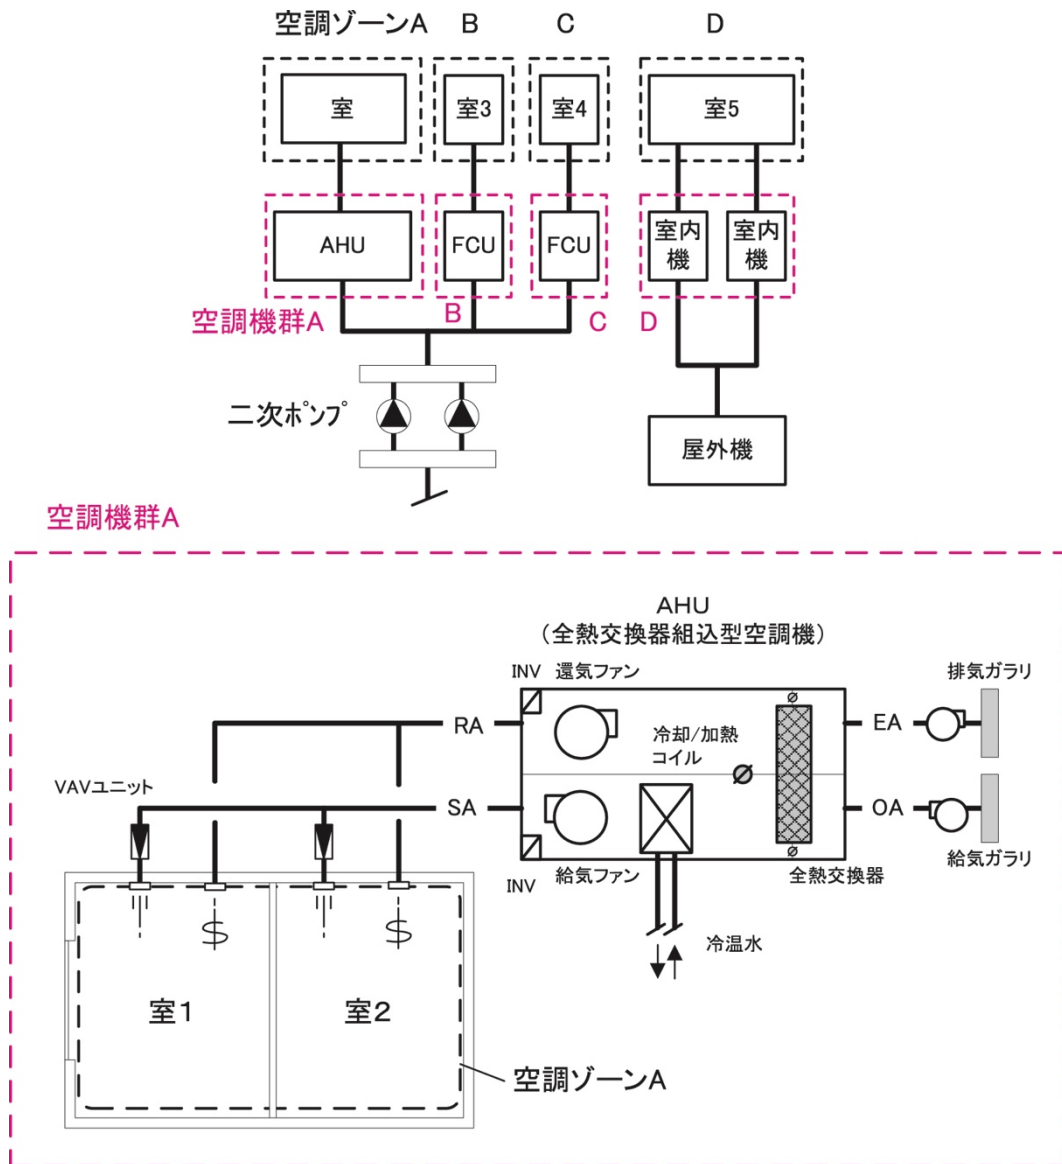 空調ゾーンA B C D
室 室3 室4 室5
AHU FCU FCU 室内機 室内機
空調機群A B C D
二次ポンプ
屋外機
空調機群A
AHU
（全熱交換器組込型空調機）
INV 還気ファン 排気ガラリ
RA 冷却/加熱 EA
コイル
VAVユニット
SA OA
INV 給気ファン 全熱交換器 給気ガラリ
冷温水
室1 室2
空調ゾーンA